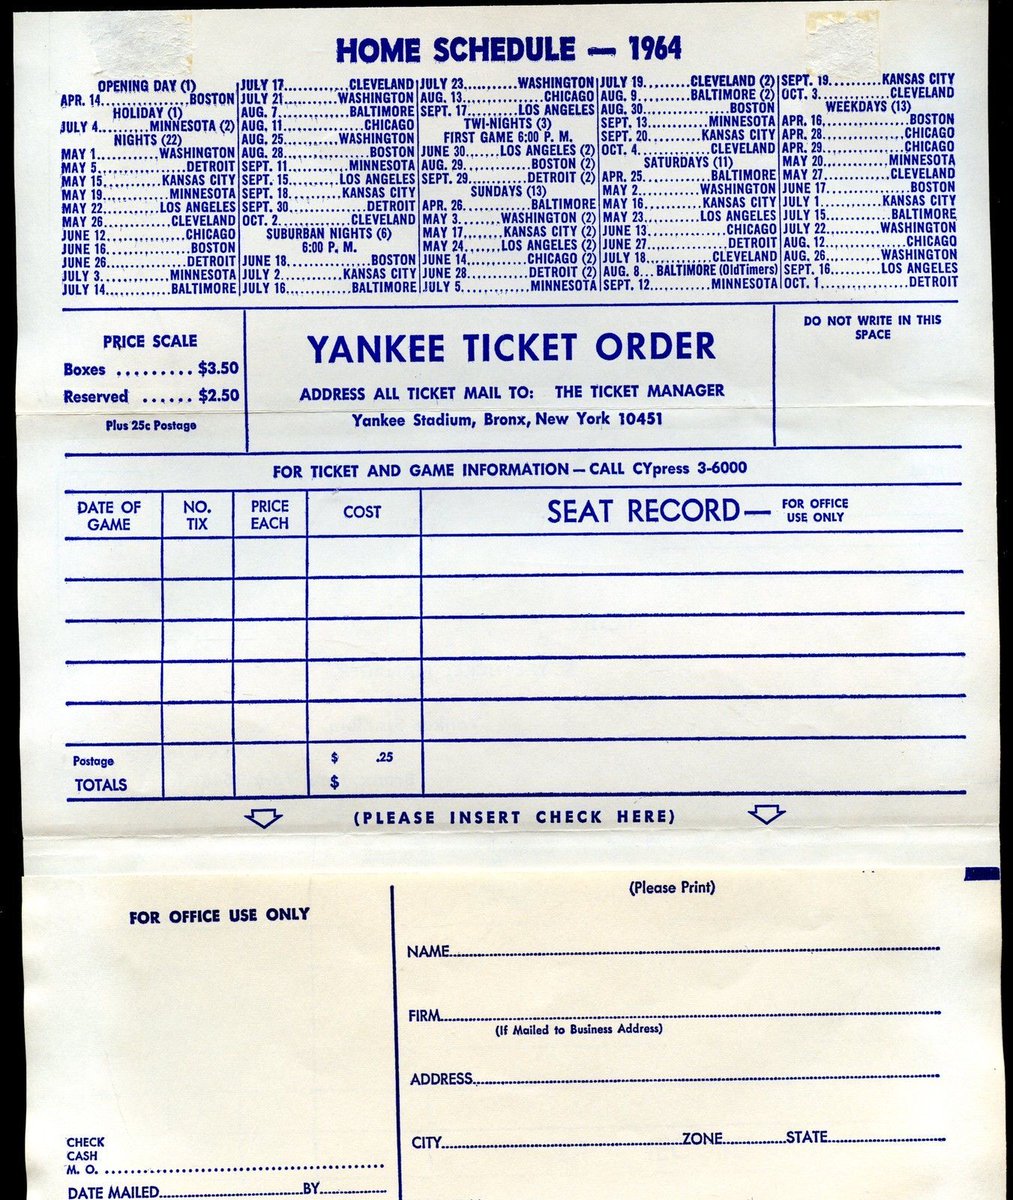 HOME SCHEDULE — 1964
OPENING DAY (1)
APR. 14..............BOSTON
HOLIDAY (1)
JULY 4......MINNESOTA (2)
NIGHTS (22)
MAY 1..........WASHINGTON
MAY 5..............DETROIT
MAY 15.......KANSAS CITY
MAY 19.........MINNESOTA
MAY 22......LOS ANGELES
MAY 26.........CLEVELAND
JUNE 12...........CHICAGO
JUNE 16............BOSTON
JUNE 26............DETROIT
JULY 3...........MINNESOTA
JULY 14.........BALTIMORE
JULY 17............CLEVELAND
JULY 21.........WASHINGTON
AUG. 7............BALTIMORE
AUG. 11.............CHICAGO
AUG. 25.........WASHINGTON
AUG. 28..............BOSTON
SEPT. 11.........MINNESOTA
SEPT. 15.......LOS ANGELES
SEPT. 18.......KANSAS CITY
SEPT. 30............DETROIT
OCT. 2............CLEVELAND
SUBURBAN NIGHTS (6)
6:00 P. M.
JUNE 18..............BOSTON
JULY 2.........KANSAS CITY
JULY 16..........BALTIMORE
JULY 23.........WASHINGTON
AUG. 13.............CHICAGO
SEPT. 17.......LOS ANGELES
TWI-NIGHTS (3)
FIRST GAME 6:00 P. M.
JUNE 30......LOS ANGELES (2)
AUG. 29..........BOSTON (2)
SEPT. 29.........DETROIT (2)
SUNDAYS (13)
APR. 26...........BALTIMORE
MAY 3.......WASHINGTON (2)
MAY 17......KANSAS CITY (2)
MAY 24......LOS ANGELES (2)
JUNE 14.........CHICAGO (2)
JUNE 28.........DETROIT (2)
JULY 5............MINNESOTA
JULY 19........CLEVELAND (2)
AUG. 9.........BALTIMORE (2)
AUG. 30..............BOSTON
SEPT. 13..........MINNESOTA
SEPT. 20........KANSAS CITY
OCT. 4............CLEVELAND
SATURDAYS (11)
APR. 25...........BALTIMORE
MAY 2..........WASHINGTON
MAY 16.........KANSAS CITY
MAY 23.........LOS ANGELES
JUNE 13.............CHICAGO
JUNE 27.............DETROIT
JULY 18..........CLEVELAND
AUG. 8... BALTIMORE (OldTimers)
SEPT. 12..........MINNESOTA
SEPT. 19........KANSAS CITY
OCT. 3...........CLEVELAND
WEEKDAYS (13)
APR. 16..............BOSTON
APR. 28.............CHICAGO
APR. 29.............CHICAGO
MAY 20..........MINNESOTA
MAY 27..........CLEVELAND
JUNE 17.............BOSTON
JULY 1..........KANSAS CITY
JULY 15..........BALTIMORE
JULY 22........WASHINGTON
AUG. 12............CHICAGO
AUG. 26........WASHINGTON
SEPT. 16.......LOS ANGELES
OCT. 1..............DETROIT
PRICE SCALE
Boxes ......... $3.50
Reserved ...... $2.50
Plus 25c Postage
YANKEE TICKET ORDER
ADDRESS ALL TICKET MAIL TO: THE TICKET MANAGER
Yankee Stadium, Bronx, New York 10451
DO NOT WRITE IN THIS
SPACE
FOR TICKET AND GAME INFORMATION — CALL CYpress 3-6000
DATE OF
GAME
NO.
TIX
PRICE
EACH
COST
SEAT RECORD—
FOR OFFICE
USE ONLY
Postage $ .25
TOTALS $
(PLEASE INSERT CHECK HERE)
FOR OFFICE USE ONLY
CHECK
CASH
M. O. ..........................
DATE MAILED....................BY..........
(Please Print)
NAME..............................
FIRM..............................
(If Mailed to Business Address)
ADDRESS..............................
CITY....................ZONE..........STATE..........